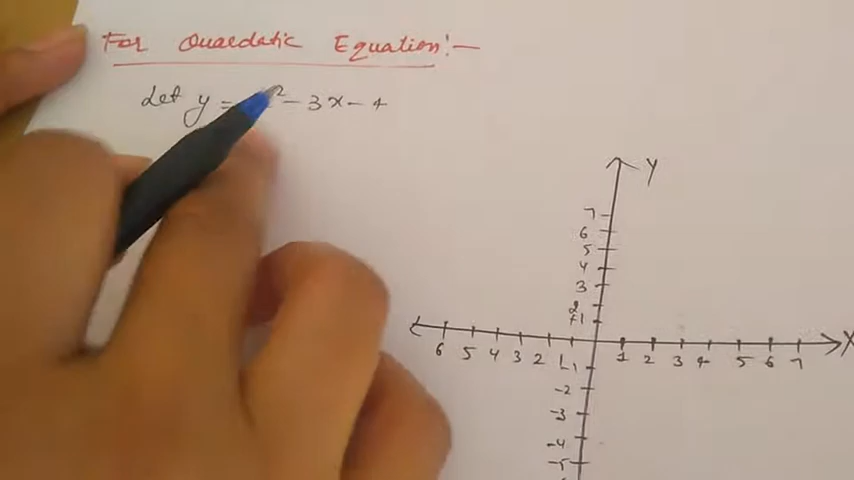 For Quaedatic Equation:-
Let y = ² - 3x - 4
Y
7
6
5
4
3
2
1
6 5 4 3 2 1 1 2 3 4 5 6 7 X
-2
-3
-4
-5